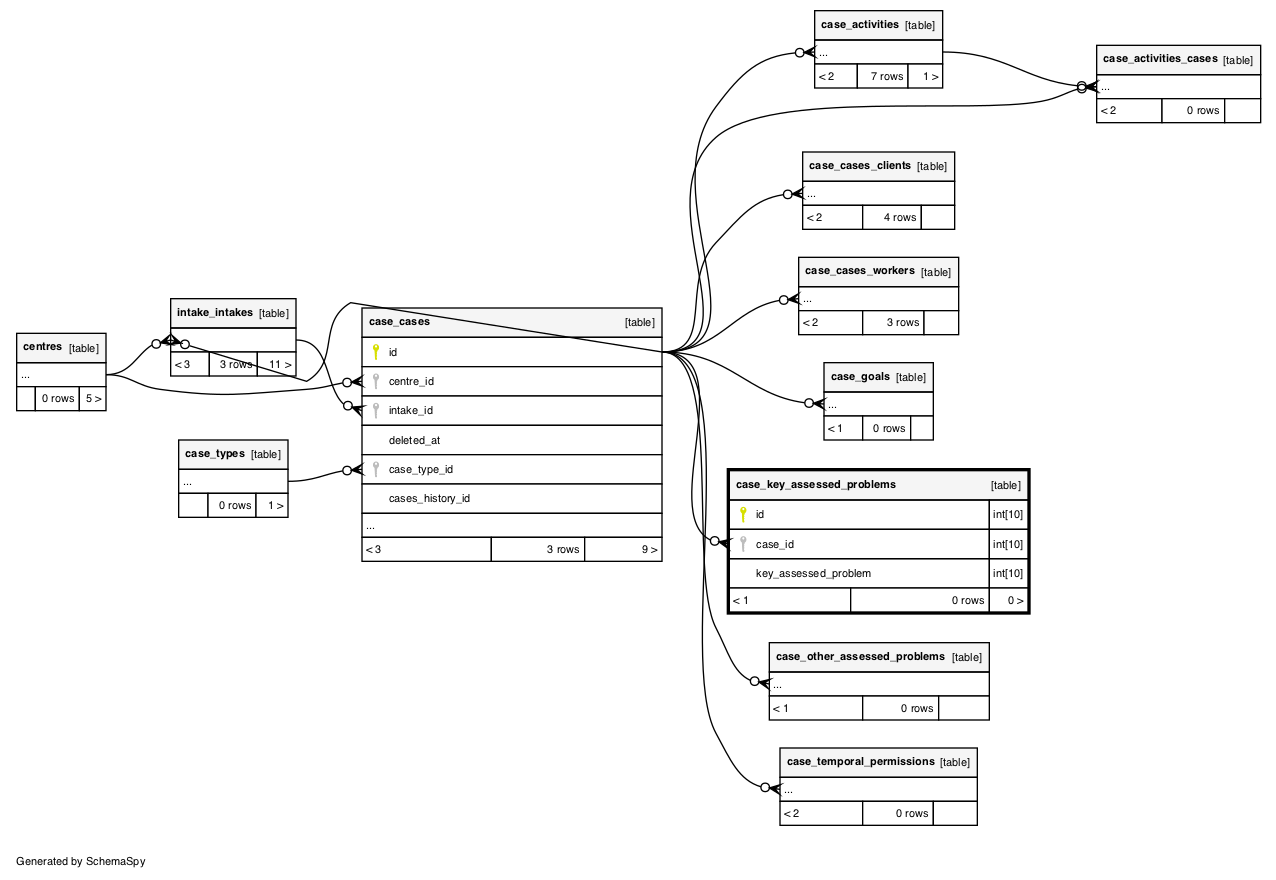 case_activities [table]
...
< 2 7 rows 1 >
case_activities_cases [table]
...
< 2 0 rows
case_cases_clients [table]
...
< 2 4 rows
case_cases_workers [table]
...
< 2 3 rows
intake_intakes [table]
< 3 3 rows 11 >
centres [table]
...
0 rows 5 >
case_types [table]
...
0 rows 1 >
case_cases [table]
id
centre_id
intake_id
deleted_at
case_type_id
cases_history_id
...
< 3 3 rows 9 >
case_goals [table]
...
< 1 0 rows
case_key_assessed_problems [table]
id int[10]
case_id int[10]
key_assessed_problem int[10]
< 1 0 rows 0 >
case_other_assessed_problems [table]
...
< 1 0 rows
case_temporal_permissions [table]
...
< 2 0 rows
Generated by SchemaSpy